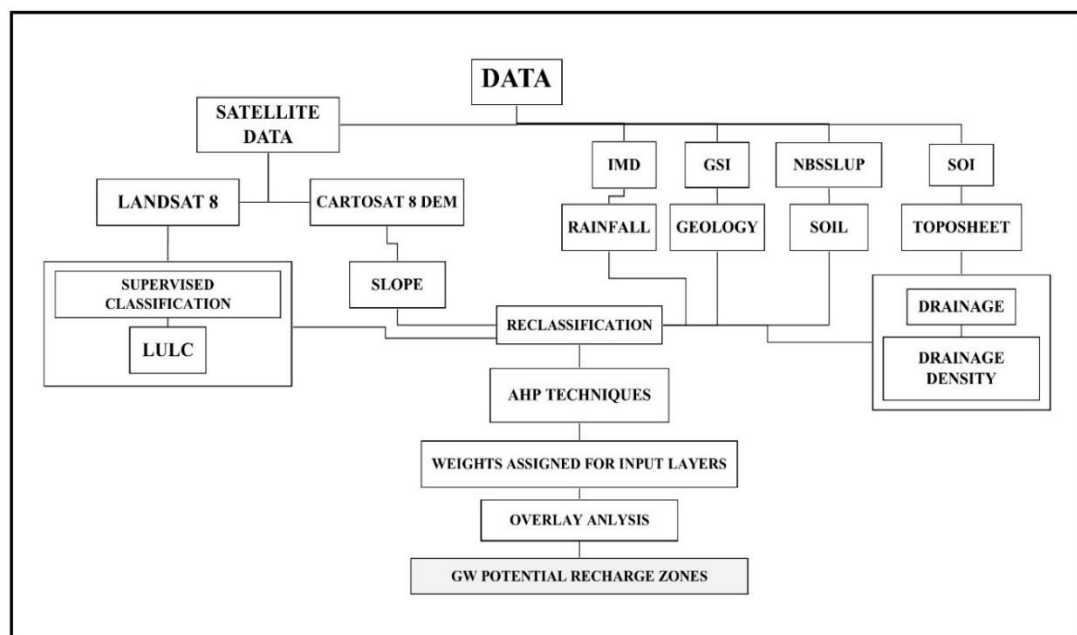 DATA
SATELLITE
DATA
IMD
GSI
NBSSLUP
SOI
LANDSAT 8
CARTOSAT 8 DEM
RAINFALL
GEOLOGY
SOIL
TOPOSHEET
SUPERVISED
CLASSIFICATION
LULC
SLOPE
RECLASSIFICATION
DRAINAGE
DRAINAGE
DENSITY
AHP TECHNIQUES
WEIGHTS ASSIGNED FOR INPUT LAYERS
OVERLAY ANLYSIS
GW POTENTIAL RECHARGE ZONES